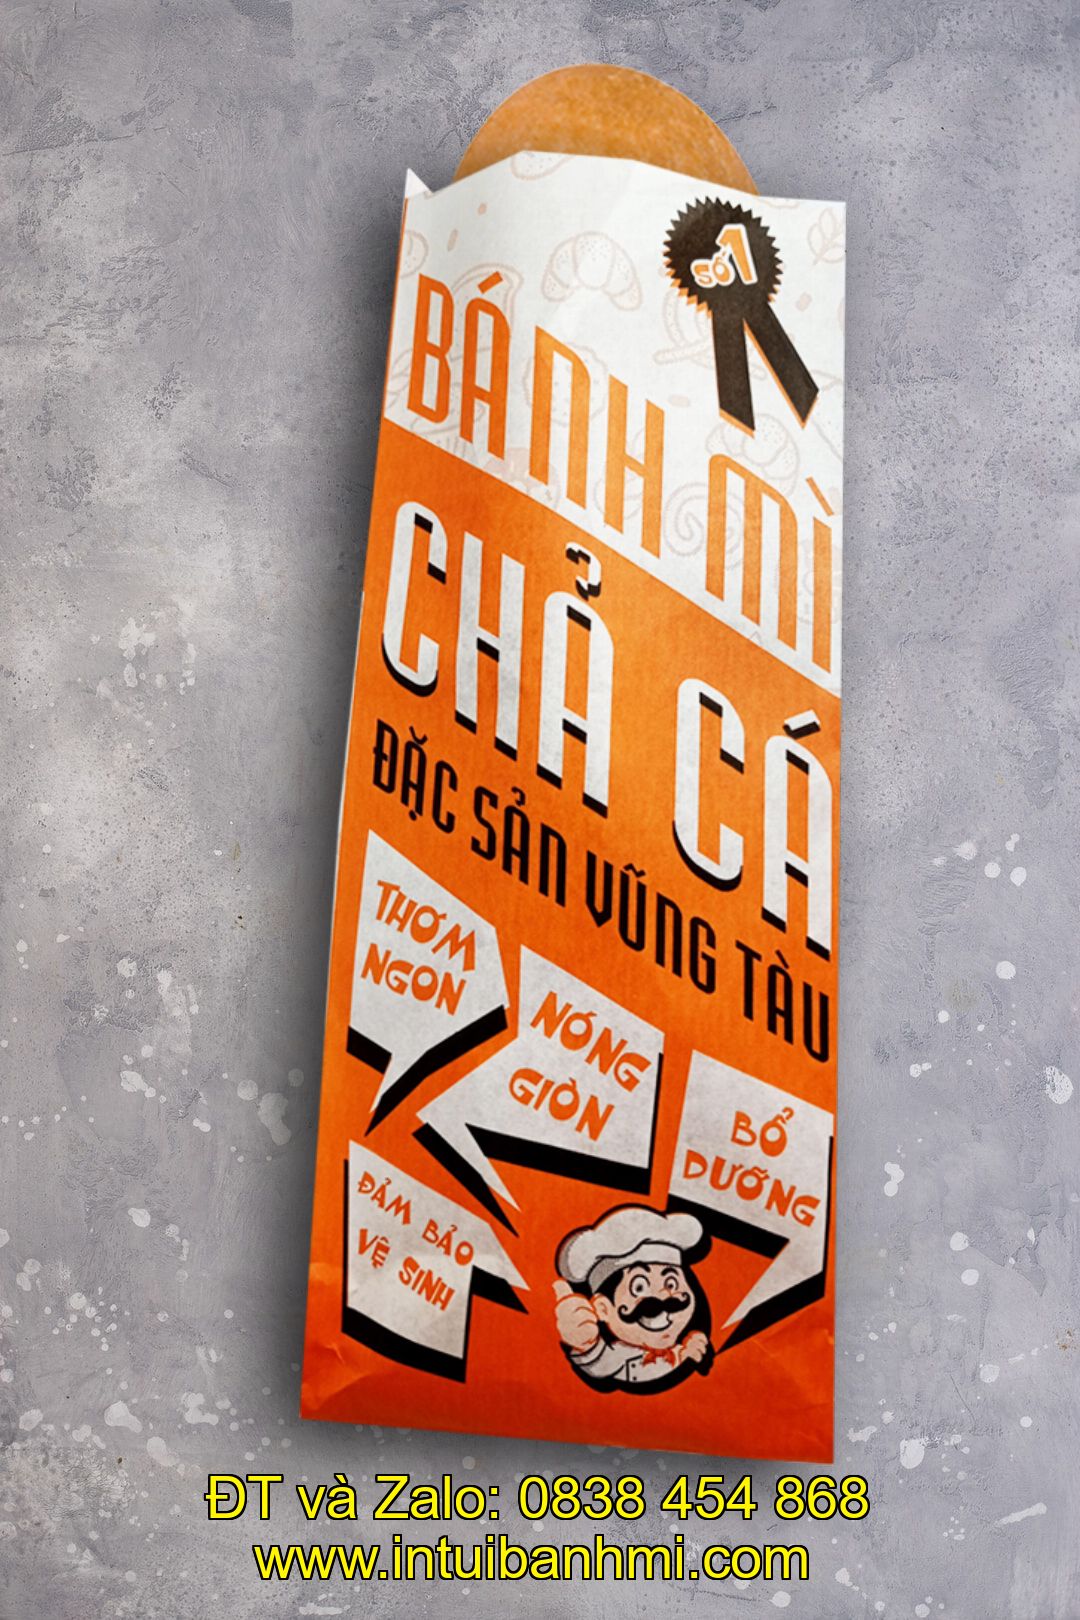 SỐ 1
BÁNH MÌ
CHẢ CÁ
ĐẶC SẢN VŨNG TÀU
THƠM
NGON
NÓNG
GIÒN
BỔ
DƯỠNG
ĐẢM BẢO
VỆ SINH
ĐT và Zalo: 0838 454 868
www.intuibanhmi.com